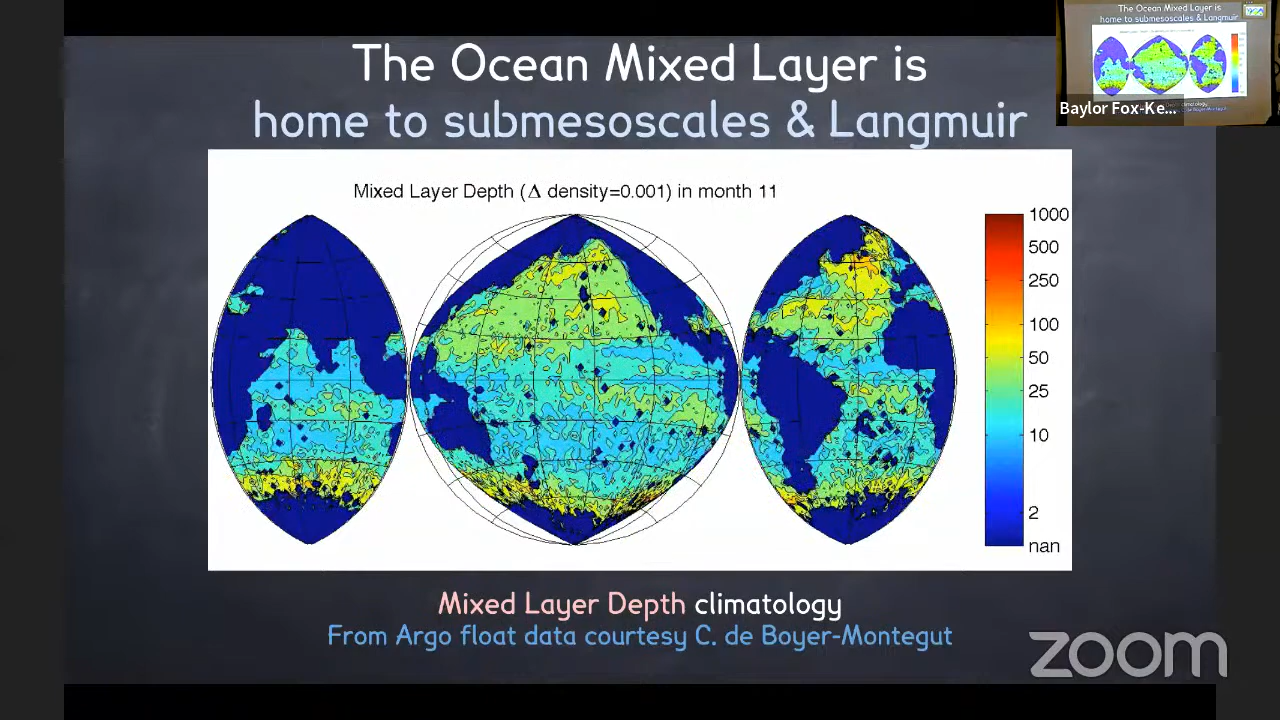 The Ocean Mixed Layer is
home to submesoscales & Langmuir
Mixed Layer Depth (Δ density=0.001) in month 11
1000
500
250
100
50
25
10
2
nan
Mixed Layer Depth climatology
From Argo float data courtesy C. de Boyer-Montegut
The Ocean Mixed Layer is
home to submesoscales & Langmuir
Baylor Fox-Ke...
zoom